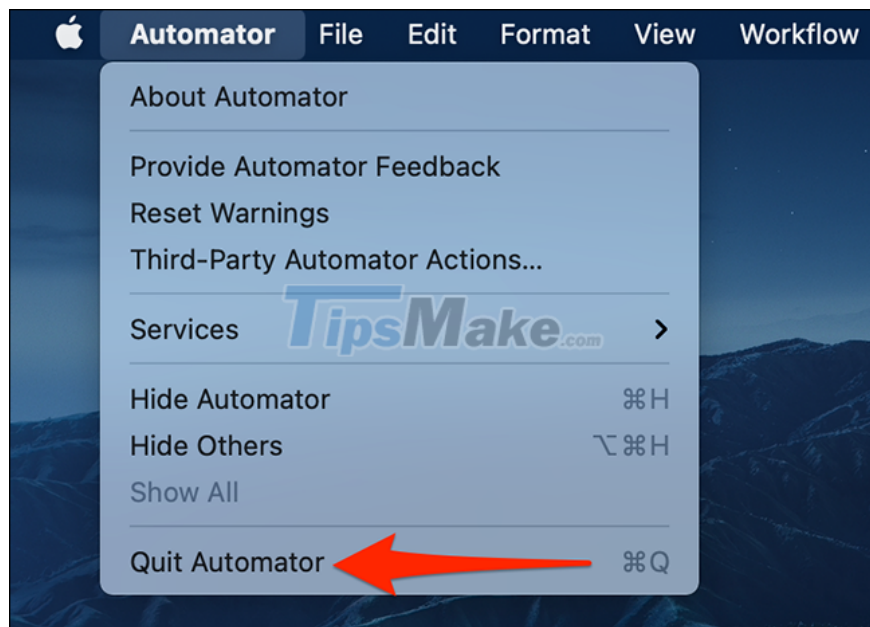 Automator File Edit Format View Workflow
About Automator
Provide Automator Feedback
Reset Warnings
Third-Party Automator Actions...
TipsMake.com
Services
Hide Automator ⌘H
Hide Others ⌥⌘H
Show All
Quit Automator ⌘Q